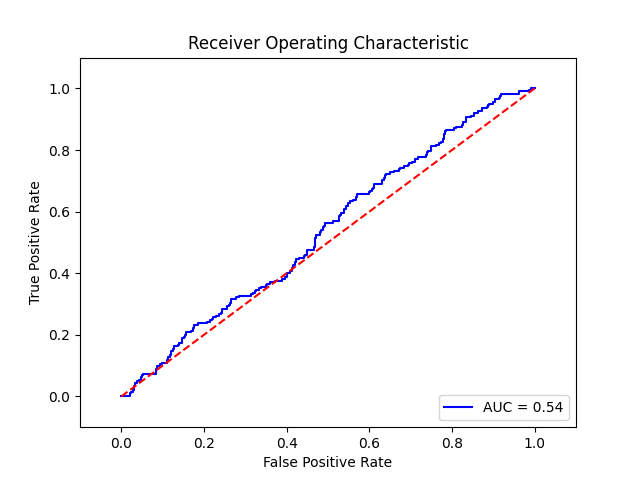 Receiver Operating Characteristic
True Positive Rate
1.0
0.8
0.6
0.4
0.2
0.0
AUC = 0.54
0.0 0.2 0.4 0.6 0.8 1.0
False Positive Rate